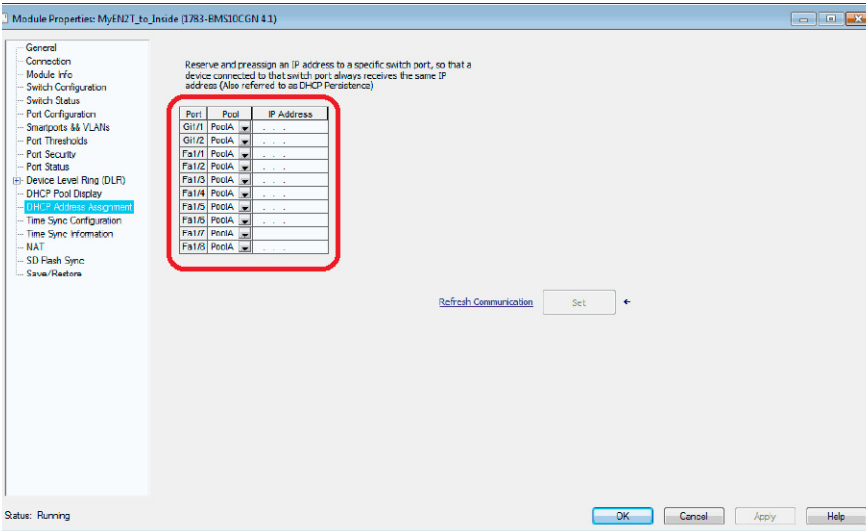 Module Properties: MyEN2T_to_Inside (1783-BMS10CGN 4.1)
General
Connection
Module Info
Switch Configuration
Switch Status
Port Configuration
Smartports && VLANs
Port Thresholds
Port Security
Port Status
Device Level Ring (DLR)
DHCP Pool Display
DHCP Address Assignment
Time Sync Configuration
Time Sync Information
NAT
SD Flash Sync
Save/Restore
Reserve and preassign an IP address to a specific switch port, so that a
device connected to that switch port always receives the same IP
address (Also referred to as DHCP Persistence)
Port Pool IP Address
Gi1/1 PoolA . . .
Gi1/2 PoolA . . .
Fa1/1 PoolA . . .
Fa1/2 PoolA . . .
Fa1/3 PoolA . . .
Fa1/4 PoolA . . .
Fa1/5 PoolA . . .
Fa1/6 PoolA . . .
Fa1/7 PoolA . . .
Fa1/8 PoolA . . .
Refresh Communication Set
Status: Running
OK Cancel Apply Help